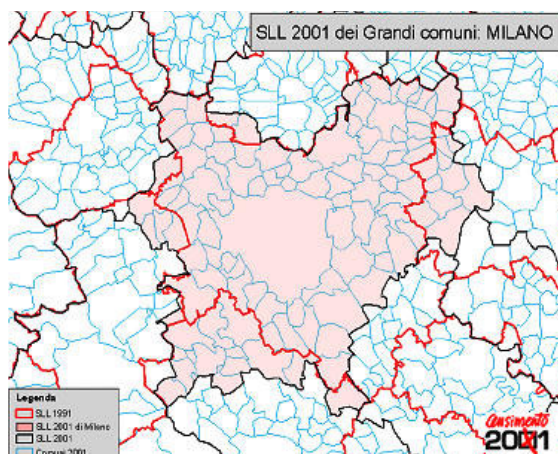 SLL 2001 dei Grandi comuni: MILANO
Legenda
SLL 1991
SLL 2001 di Milano
SLL 2001
Comuni 2001
censimento
2001